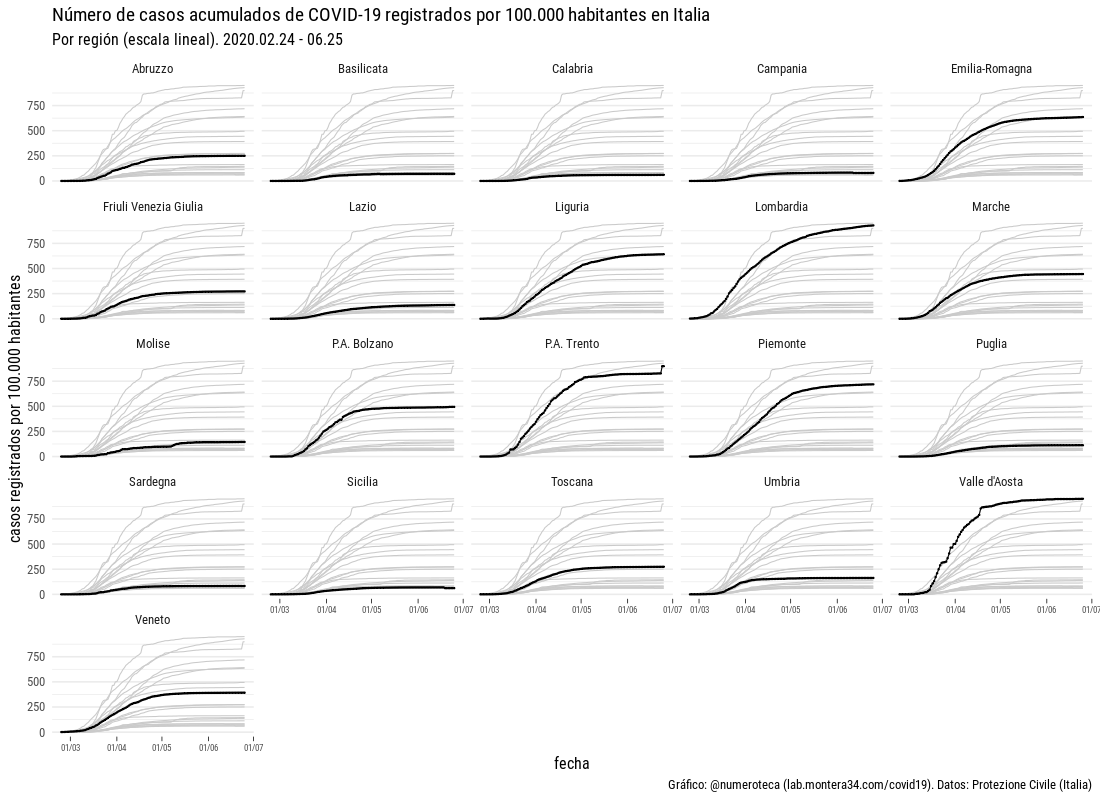 Número de casos acumulados de COVID-19 registrados por 100.000 habitantes en Italia
Por región (escala lineal). 2020.02.24 - 06.25
casos registrados por 100.000 habitantes
Abruzzo Basilicata Calabria Campania Emilia-Romagna
750
500
250
0
Friuli Venezia Giulia Lazio Liguria Lombardia Marche
750
500
250
0
Molise P.A. Bolzano P.A. Trento Piemonte Puglia
750
500
250
0
Sardegna Sicilia Toscana Umbria Valle d'Aosta
750
500
250
0
01/03 01/04 01/05 01/06 01/07 01/03 01/04 01/05 01/06 01/07 01/03 01/04 01/05 01/06 01/07 01/03 01/04 01/05 01/06 01/07
Veneto
750
500
250
0
01/03 01/04 01/05 01/06 01/07
fecha
Gráfico: @numeroteca (lab.montera34.com/covid19). Datos: Protezione Civile (Italia)